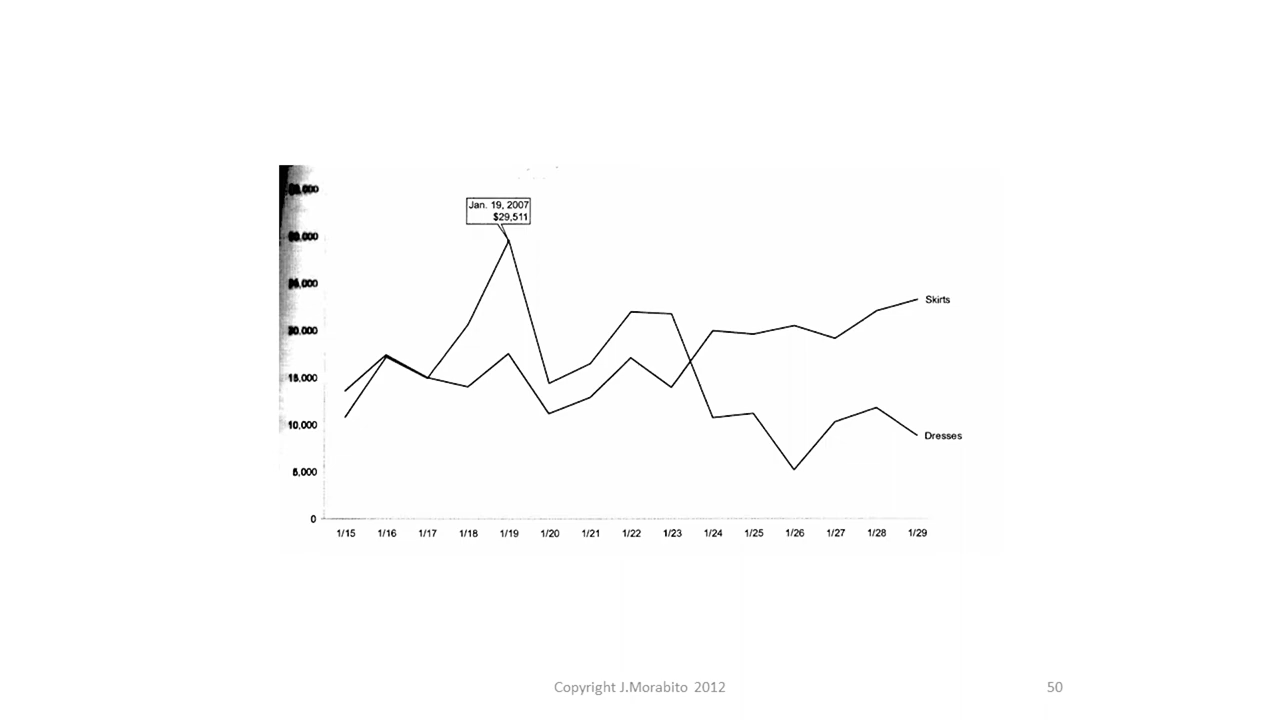 Jan. 19, 2007
$29,511
Skirts
15,000
10,000
Dresses
5,000
0
1/15 1/16 1/17 1/18 1/19 1/20 1/21 1/22 1/23 1/24 1/25 1/26 1/27 1/28 1/29
Copyright J.Morabito 2012 50